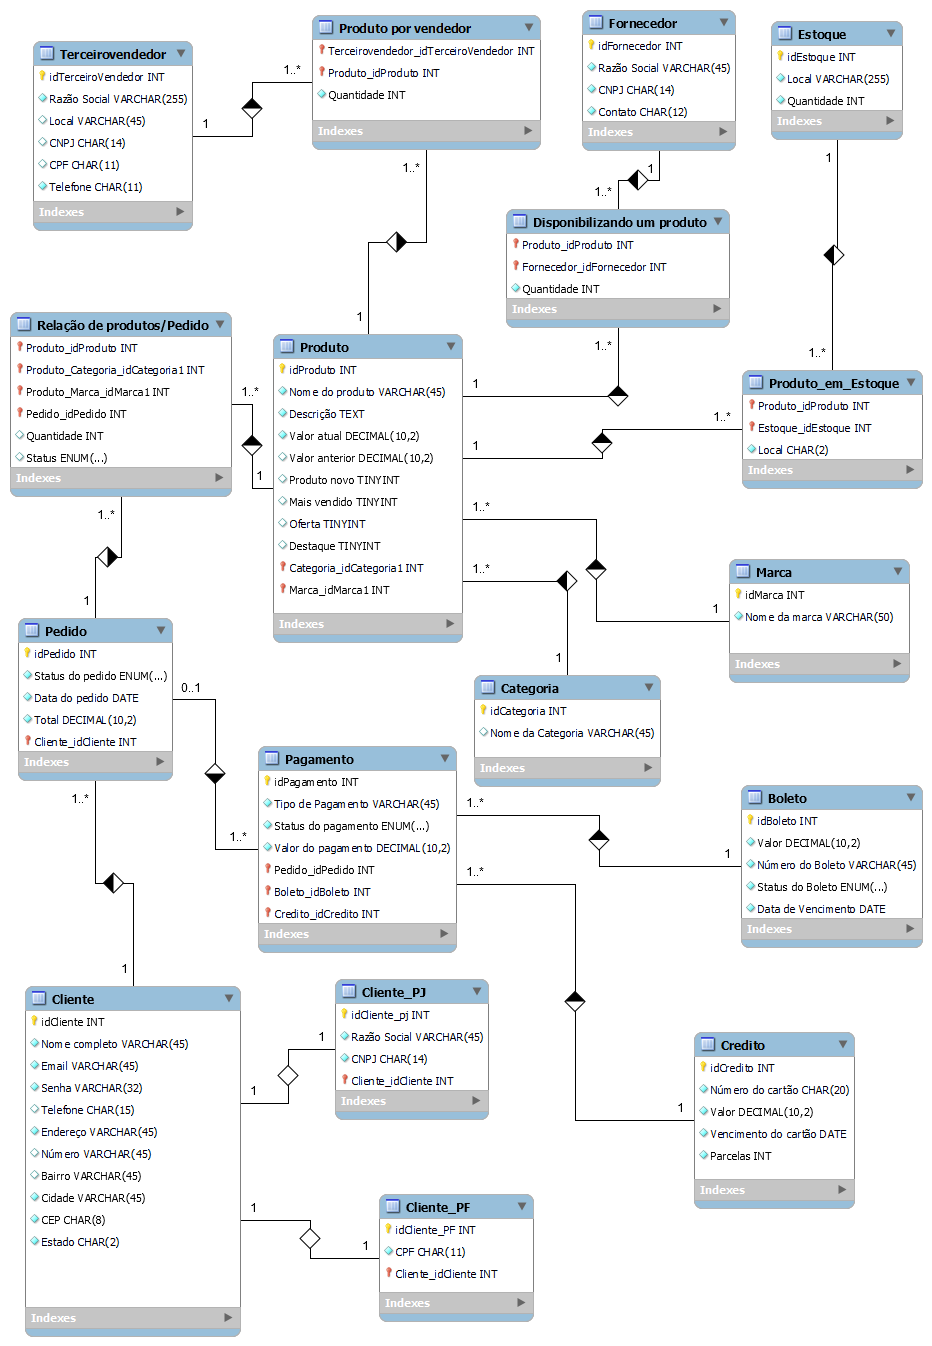 Terceirovendedor
idTerceiroVendedor INT
Razão Social VARCHAR(255)
Local VARCHAR(45)
CNPJ CHAR(14)
CPF CHAR(11)
Telefone CHAR(11)
Indexes
1
1..*
Produto por vendedor
Terceirovendedor_idTerceiroVendedor INT
Produto_idProduto INT
Quantidade INT
Indexes
1..*
1
Fornecedor
idFornecedor INT
Razão Social VARCHAR(45)
CNPJ CHAR(14)
Contato CHAR(12)
Indexes
1
1..*
Estoque
idEstoque INT
Local VARCHAR(255)
Quantidade INT
Indexes
1
1..*
Disponibilizando um produto
Produto_idProduto INT
Fornecedor_idFornecedor INT
Quantidade INT
Indexes
1..*
1
Relação de produtos/Pedido
Produto_idProduto INT
Produto_Categoria_idCategoria1 INT
Produto_Marca_idMarca1 INT
Pedido_idPedido INT
Quantidade INT
Status ENUM(...)
Indexes
1..*
1
1..*
1
Produto
idProduto INT
Nome do produto VARCHAR(45)
Descrição TEXT
Valor atual DECIMAL(10,2)
Valor anterior DECIMAL(10,2)
Produto novo TINYINT
Mais vendido TINYINT
Oferta TINYINT
Destaque TINYINT
Categoria_idCategoria1 INT
Marca_idMarca1 INT
Indexes
1
1..*
Produto_em_Estoque
Produto_idProduto INT
Estoque_idEstoque INT
Local CHAR(2)
Indexes
1..*
1
Marca
idMarca INT
Nome da marca VARCHAR(50)
Indexes
1..*
1
Categoria
idCategoria INT
Nome da Categoria VARCHAR(45)
Indexes
Pedido
idPedido INT
Status do pedido ENUM(...)
Data do pedido DATE
Total DECIMAL(10,2)
Cliente_idCliente INT
Indexes
0..1
1..*
1..*
1
Pagamento
idPagamento INT
Tipo de Pagamento VARCHAR(45)
Status do pagamento ENUM(...)
Valor do pagamento DECIMAL(10,2)
Pedido_idPedido INT
Boleto_idBoleto INT
Credito_idCredito INT
Indexes
1..*
1
1..*
1
Boleto
idBoleto INT
Valor DECIMAL(10,2)
Número do Boleto VARCHAR(45)
Status do Boleto ENUM(...)
Data de Vencimento DATE
Indexes
Cliente
idCliente INT
Nome completo VARCHAR(45)
Email VARCHAR(45)
Senha VARCHAR(32)
Telefone CHAR(15)
Endereço VARCHAR(45)
Número VARCHAR(45)
Bairro VARCHAR(45)
Cidade VARCHAR(45)
CEP CHAR(8)
Estado CHAR(2)
Indexes
1
1
Cliente_PJ
idCliente_pj INT
Razão Social VARCHAR(45)
CNPJ CHAR(14)
Cliente_idCliente INT
Indexes
1
1
Cliente_PF
idCliente_PF INT
CPF CHAR(11)
Cliente_idCliente INT
Indexes
Credito
idCredito INT
Número do cartão CHAR(20)
Valor DECIMAL(10,2)
Vencimento do cartão DATE
Parcelas INT
Indexes